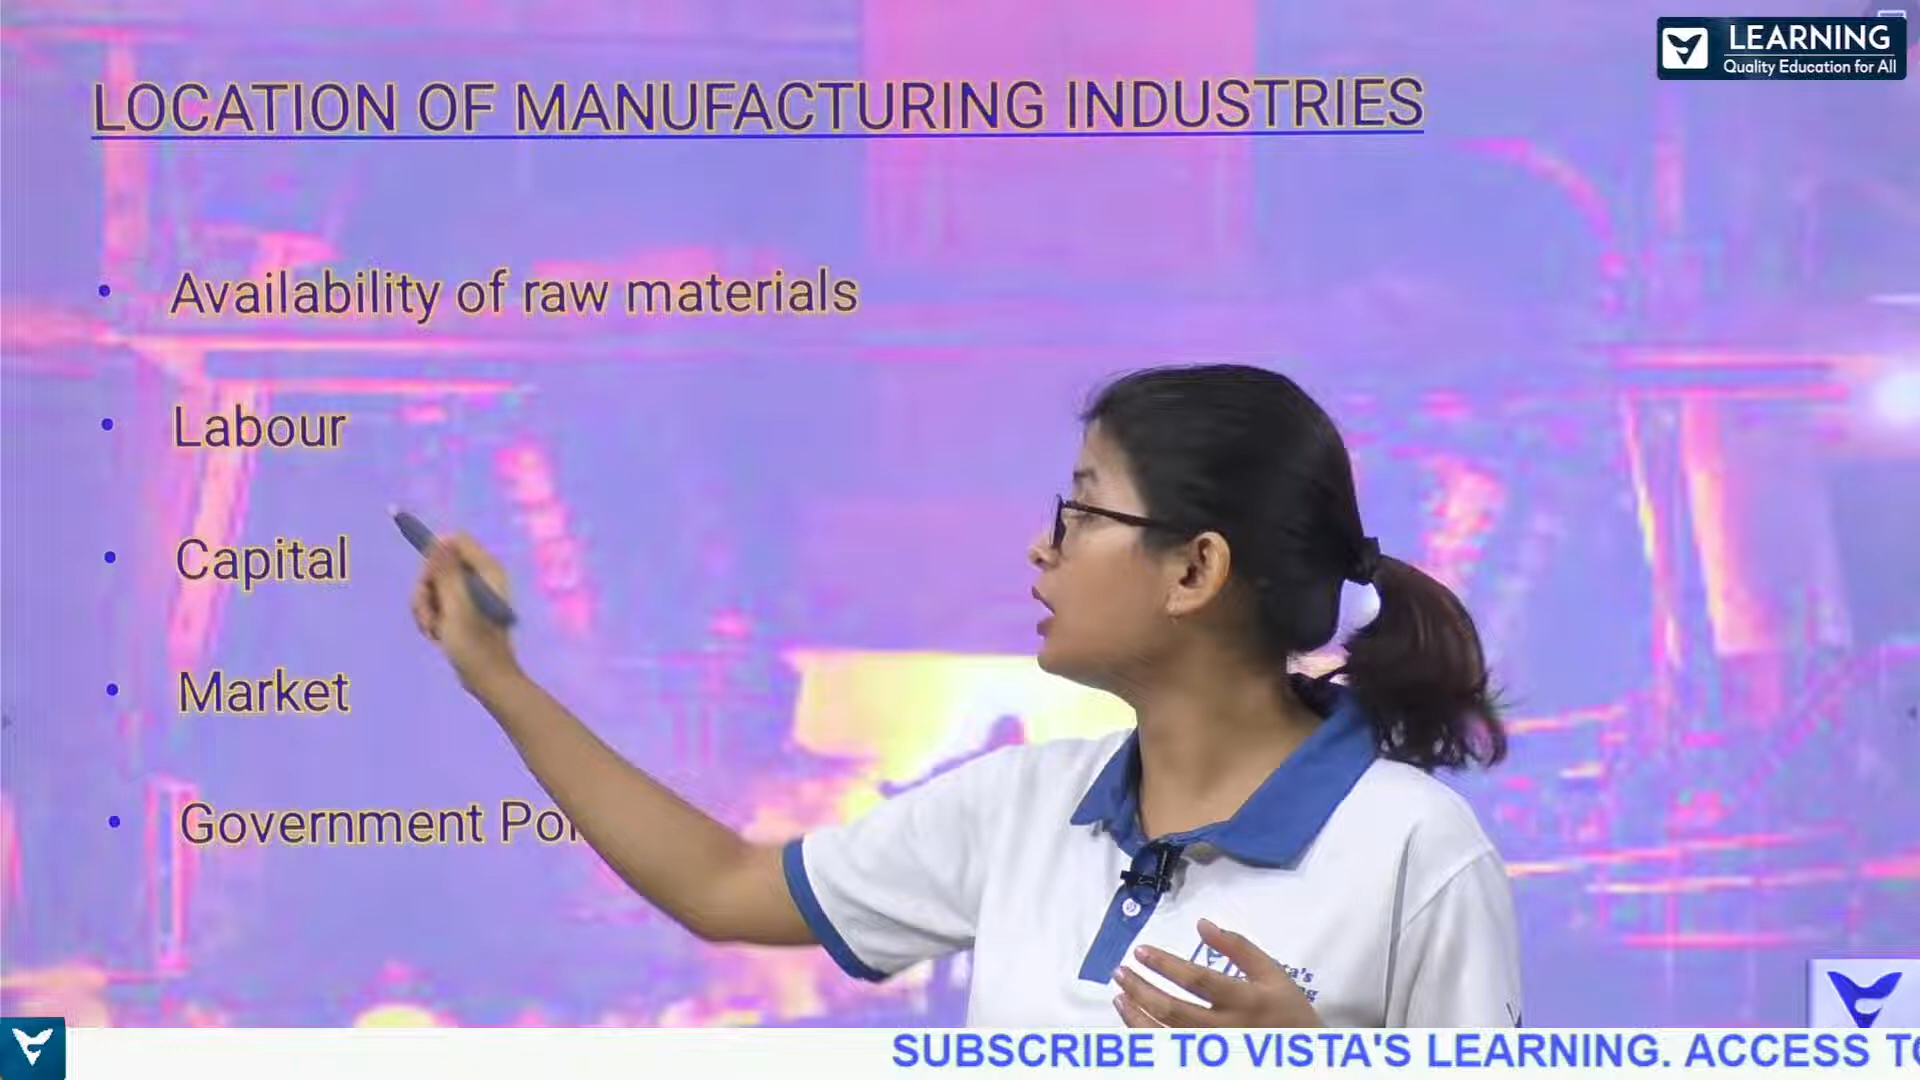 LEARNING
Quality Education for All
LOCATION OF MANUFACTURING INDUSTRIES
• Availability of raw materials
• Labour
• Capital
• Market
• Government
SUBSCRIBE TO VISTA'S LEARNING. ACCESS